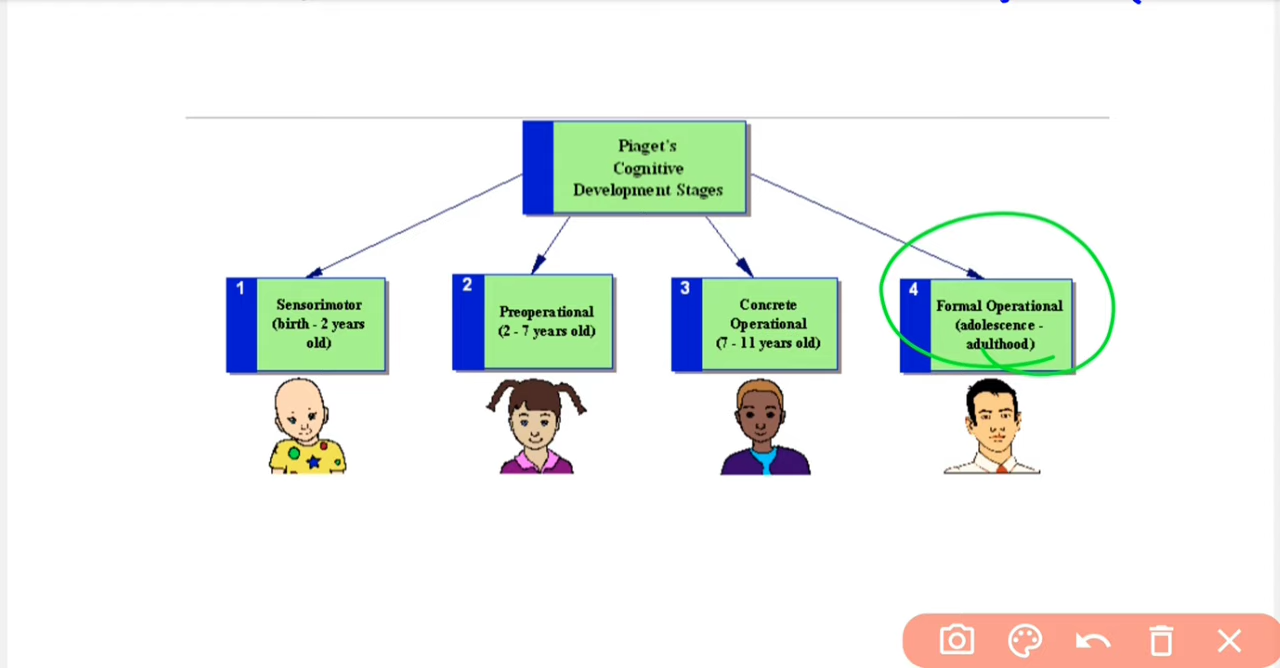 Piaget's
Cognitive
Development Stages
1
Sensorimotor
(birth - 2 years
old)
2
Preoperational
(2 - 7 years old)
3
Concrete
Operational
(7 - 11 years old)
4
Formal Operational
(adolescence -
adulthood)